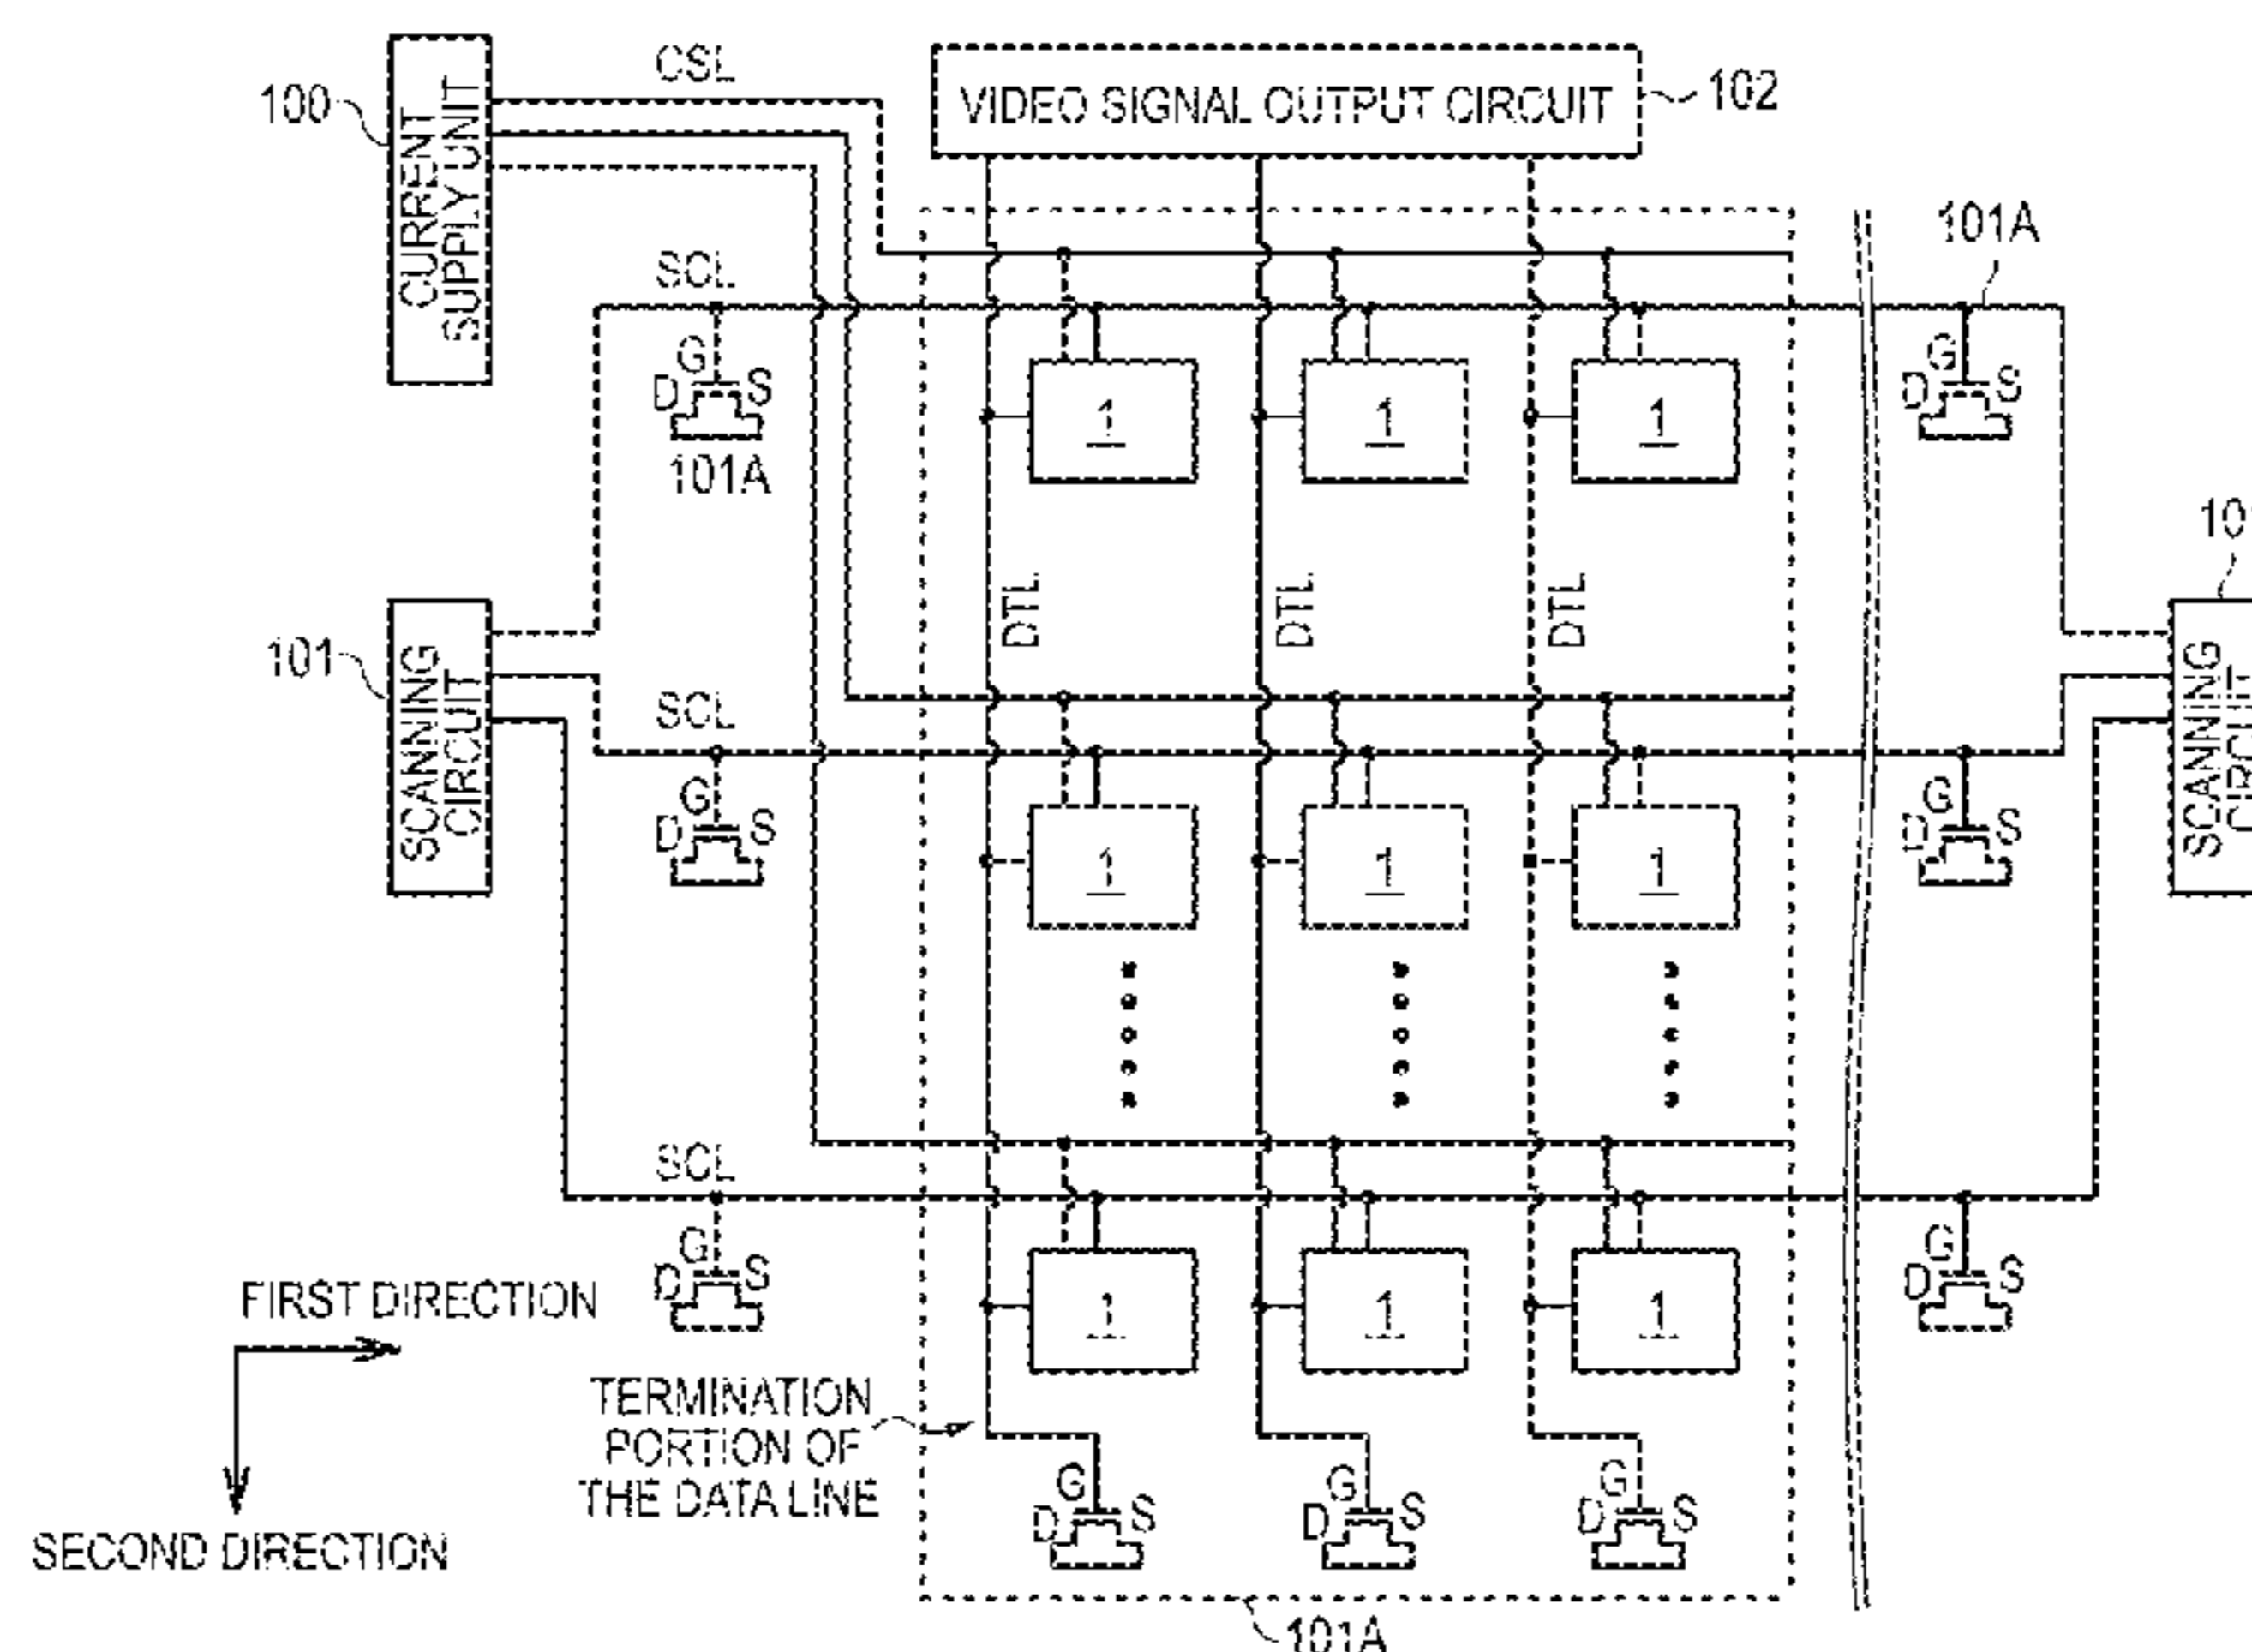 CSL
VIDEO SIGNAL OUTPUT CIRCUIT
102
100
CURRENT
SUPPLY UNIT
101A
SCL
G
D
S
101A
1
1
1
G
D
S
DTL
DTL
DTL
101
SCANNING
CIRCUIT
SCANNING
CIRCUIT
SCL
G
D
S
1
1
1
G
D
S
SCL
G
D
S
1
1
1
G
D
S
FIRST DIRECTION
SECOND DIRECTION
TERMINATION
PORTION OF
THE DATA LINE
G
D
S
G
D
S
G
D
S
101A